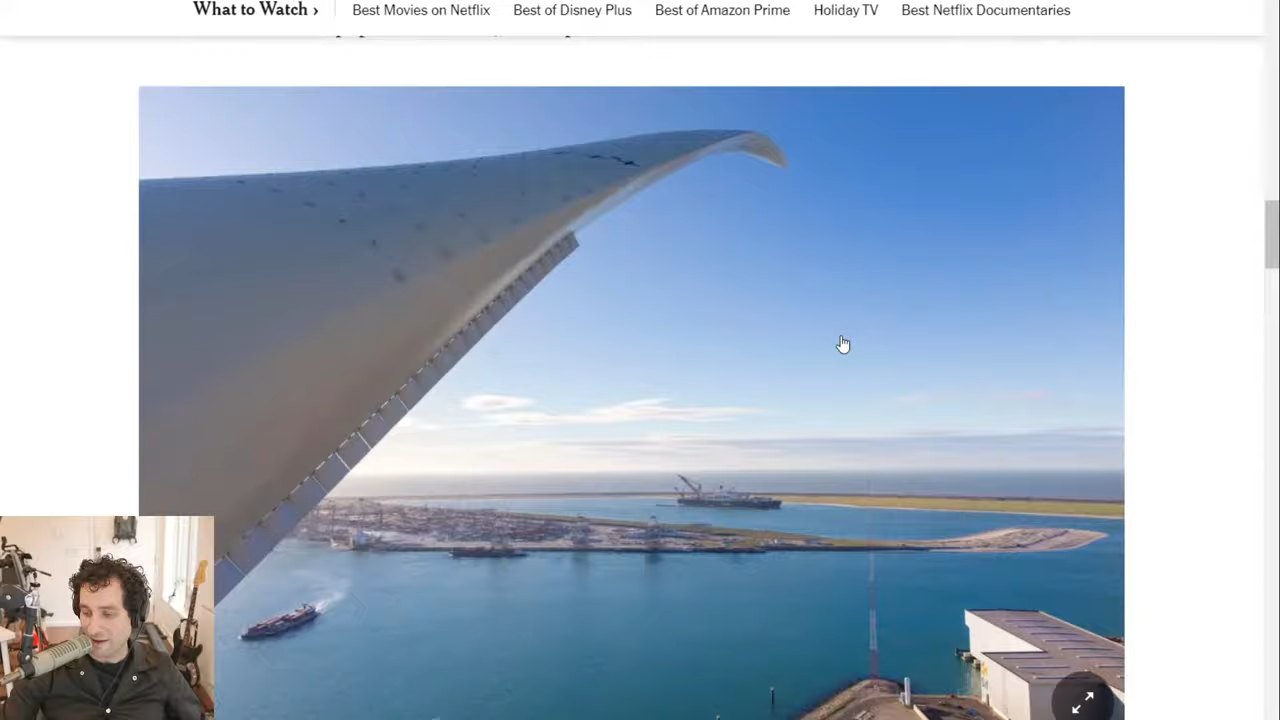 What to Watch › Best Movies on Netflix Best of Disney Plus Best of Amazon Prime Holiday TV Best Netflix Documentaries